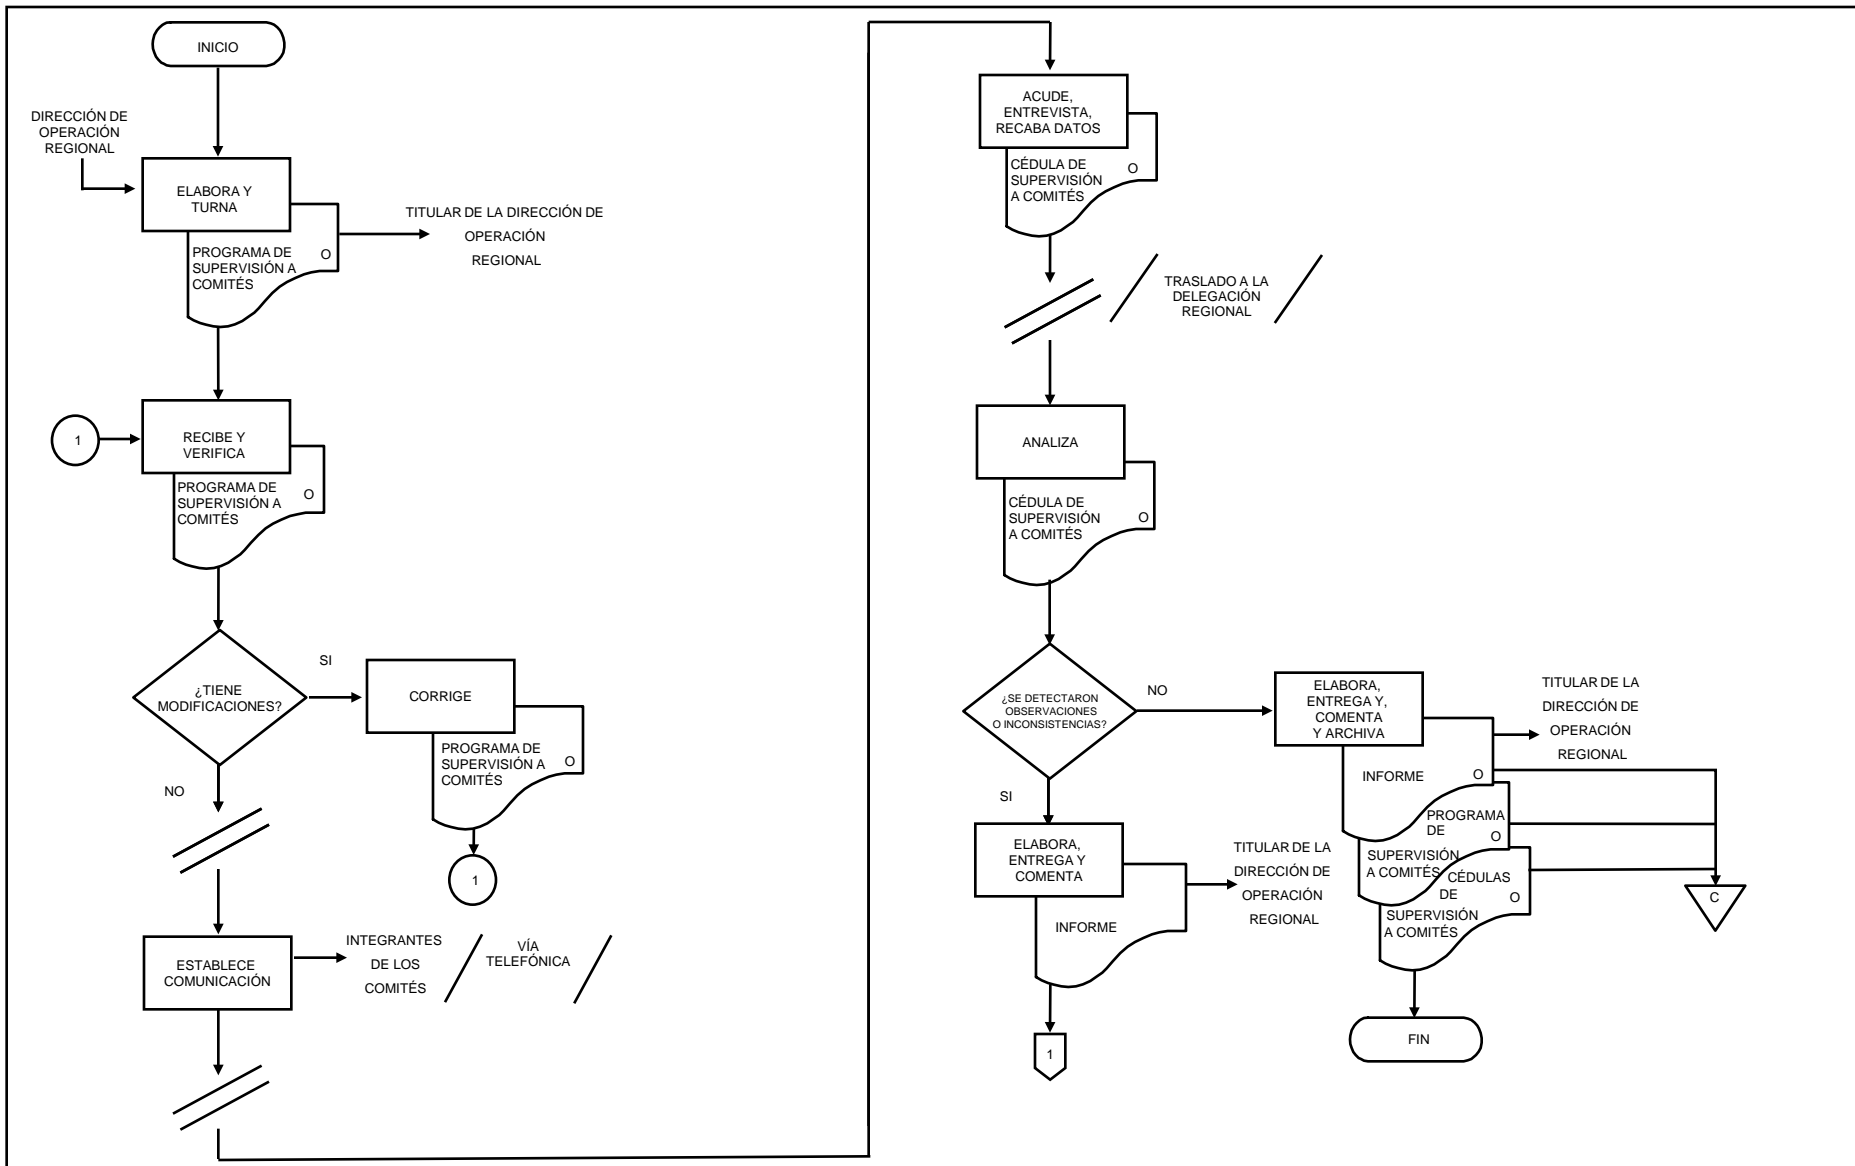 INICIO
DIRECCIÓN DE
OPERACIÓN
REGIONAL
ELABORA Y
TURNA
PROGRAMA DE
SUPERVISIÓN A
COMITÉS
O
TITULAR DE LA DIRECCIÓN DE
OPERACIÓN
REGIONAL
1
RECIBE Y
VERIFICA
PROGRAMA DE
SUPERVISIÓN A
COMITÉS
O
¿TIENE
MODIFICACIONES?
SI
NO
CORRIGE
PROGRAMA DE
SUPERVISIÓN A
COMITÉS
O
1
ESTABLECE
COMUNICACIÓN
INTEGRANTES
DE LOS
COMITÉS
VÍA
TELEFÓNICA
ACUDE,
ENTREVISTA,
RECABA DATOS
CÉDULA DE
SUPERVISIÓN
A COMITÉS
O
TRASLADO A LA
DELEGACIÓN
REGIONAL
ANALIZA
CÉDULA DE
SUPERVISIÓN
A COMITÉS
O
¿SE DETECTARON
OBSERVACIONES
O INCONSISTENCIAS?
NO
SI
ELABORA,
ENTREGA Y
COMENTA
INFORME
TITULAR DE LA
DIRECCIÓN DE
OPERACIÓN
REGIONAL
1
ELABORA,
ENTREGA Y,
COMENTA
Y ARCHIVA
INFORME
O
TITULAR DE LA
DIRECCIÓN DE
OPERACIÓN
REGIONAL
PROGRAMA
DE
O
SUPERVISIÓN
A COMITÉS
CÉDULAS
DE
O
SUPERVISIÓN
A COMITÉS
C
FIN